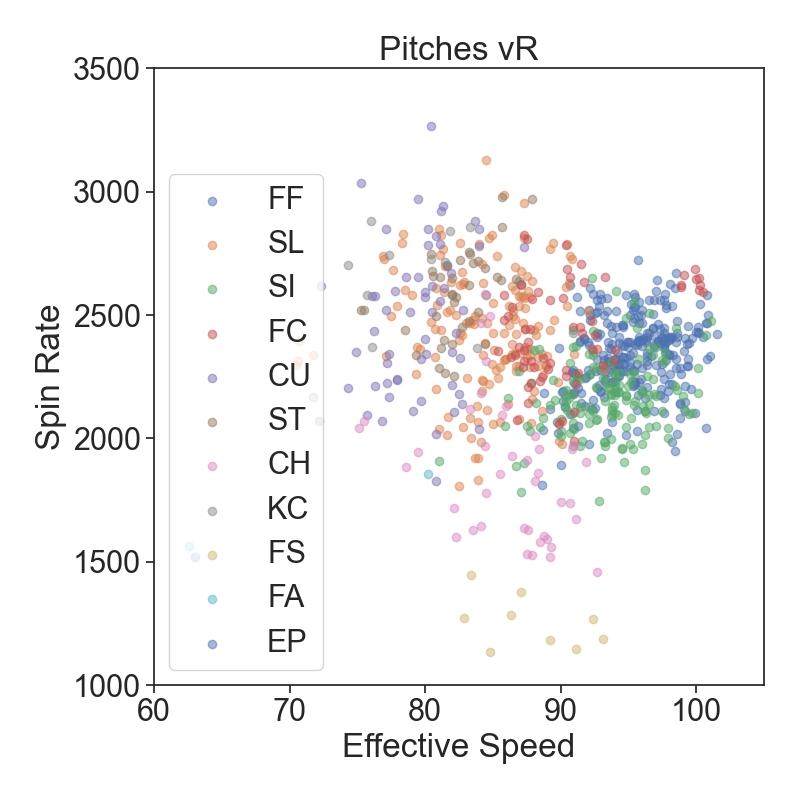 Pitches vR
3500
3000
2500
2000
1500
1000
Spin Rate
FF
SL
SI
FC
CU
ST
CH
KC
FS
FA
EP
60 70 80 90 100
Effective Speed